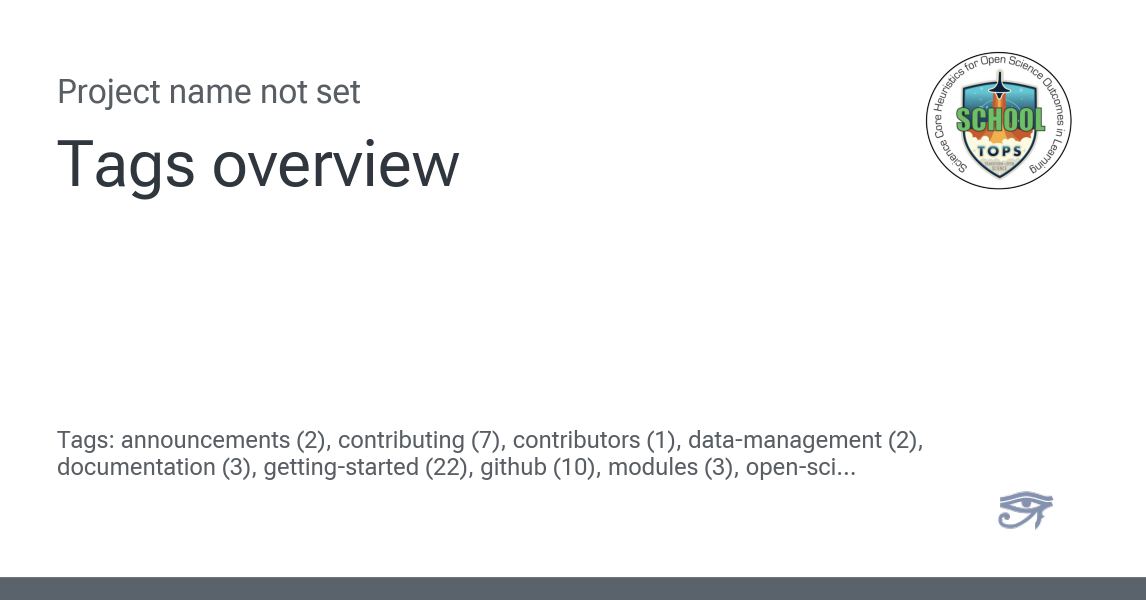 Project name not set
Tags overview
Science Core Heuristics for Open Science Outcomes in Learning
SCHOOL
TOPS
Tags: announcements (2), contributing (7), contributors (1), data-management (2),
documentation (3), getting-started (22), github (10), modules (3), open-sci...